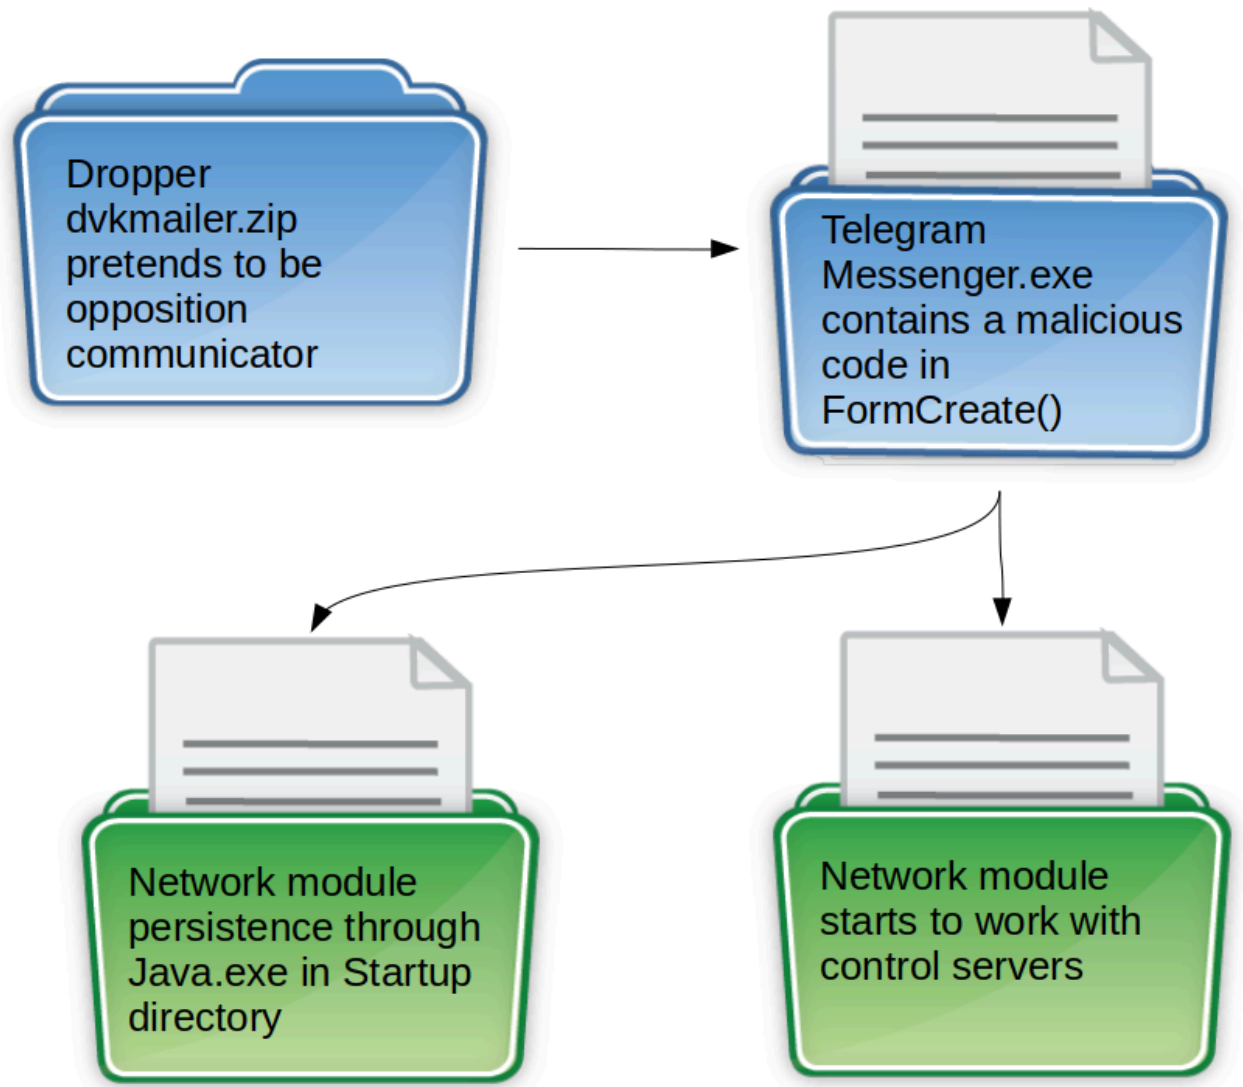 Dropper
dvkmailer.zip
pretends to be
opposition
communicator
Telegram
Messenger.exe
contains a malicious
code in
FormCreate()
Network module
persistence through
Java.exe in Startup
directory
Network module
starts to work with
control servers